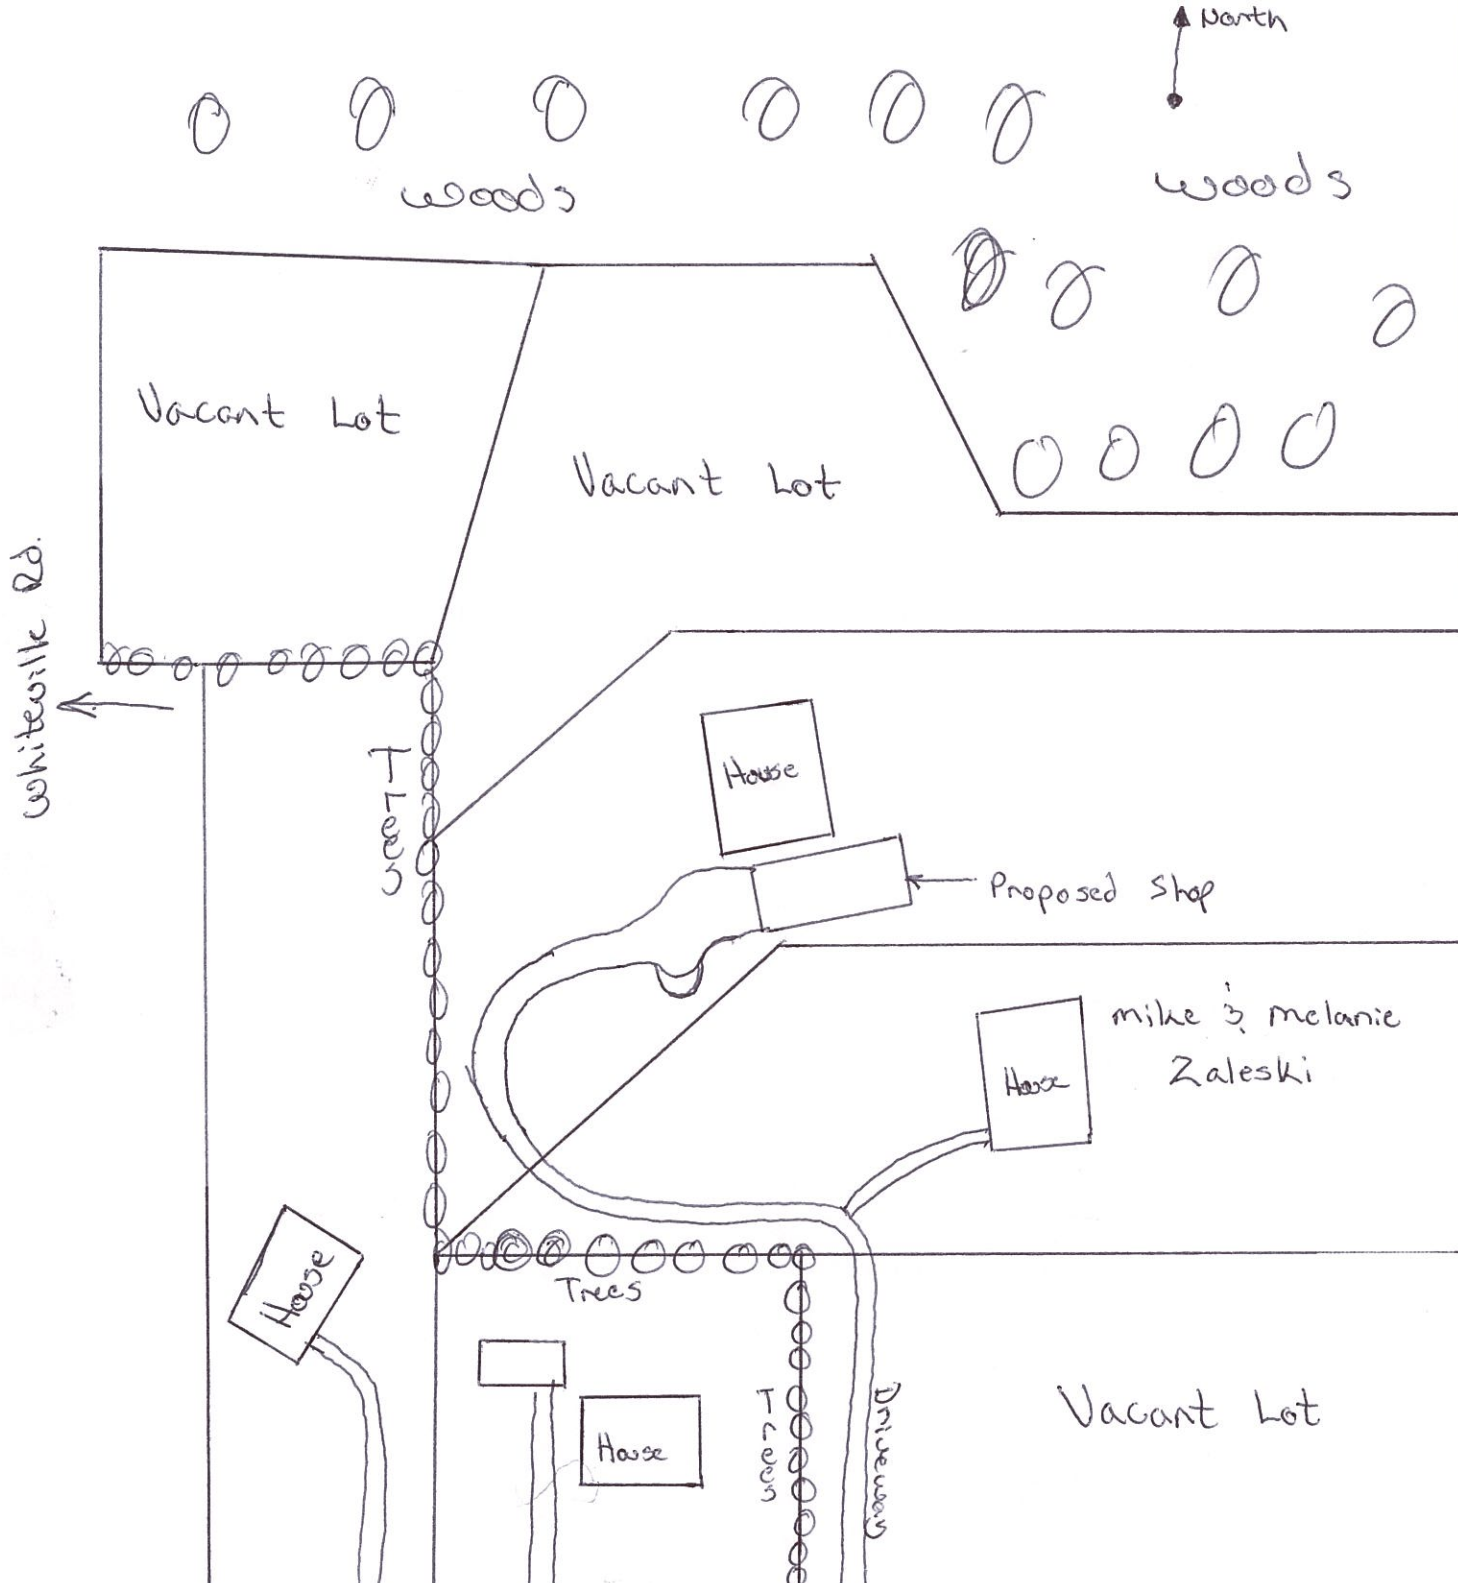 North
woods
woods
Vacant Lot
Vacant Lot
Whiteville Rd.
Trees
House
Proposed Shop
mike & melanie
Zaleski
House
House
Trees
House
Trees
Driveway
Vacant Lot